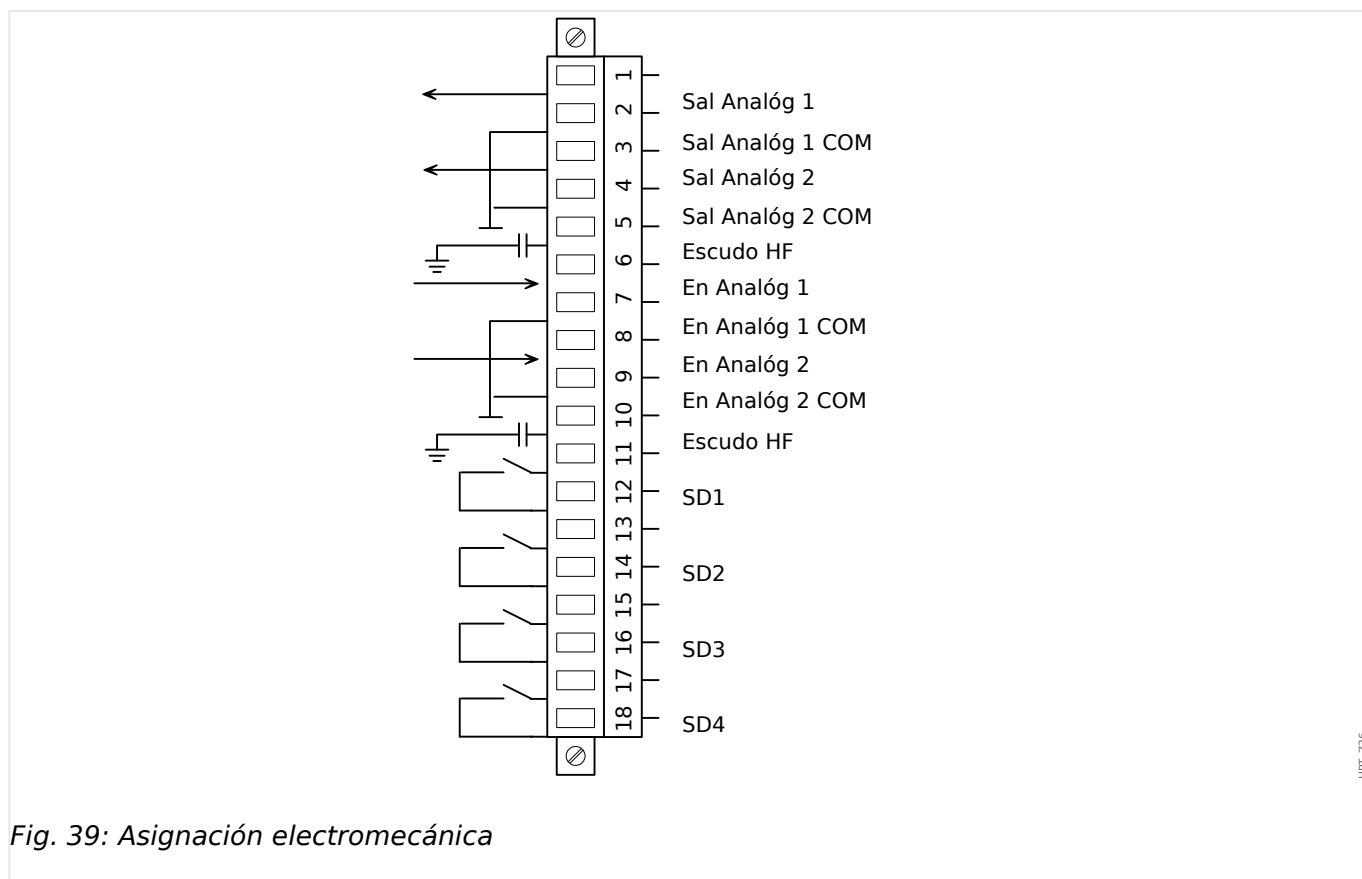 1
2
Sal Analóg 1
3
Sal Analóg 1 COM
4
Sal Analóg 2
5
Sal Analóg 2 COM
6
Escudo HF
7
En Analóg 1
8
En Analóg 1 COM
9
En Analóg 2
10
En Analóg 2 COM
11
Escudo HF
12
SD1
13
14
SD2
15
16
SD3
17
18
SD4
Fig. 39: Asignación electromecánica